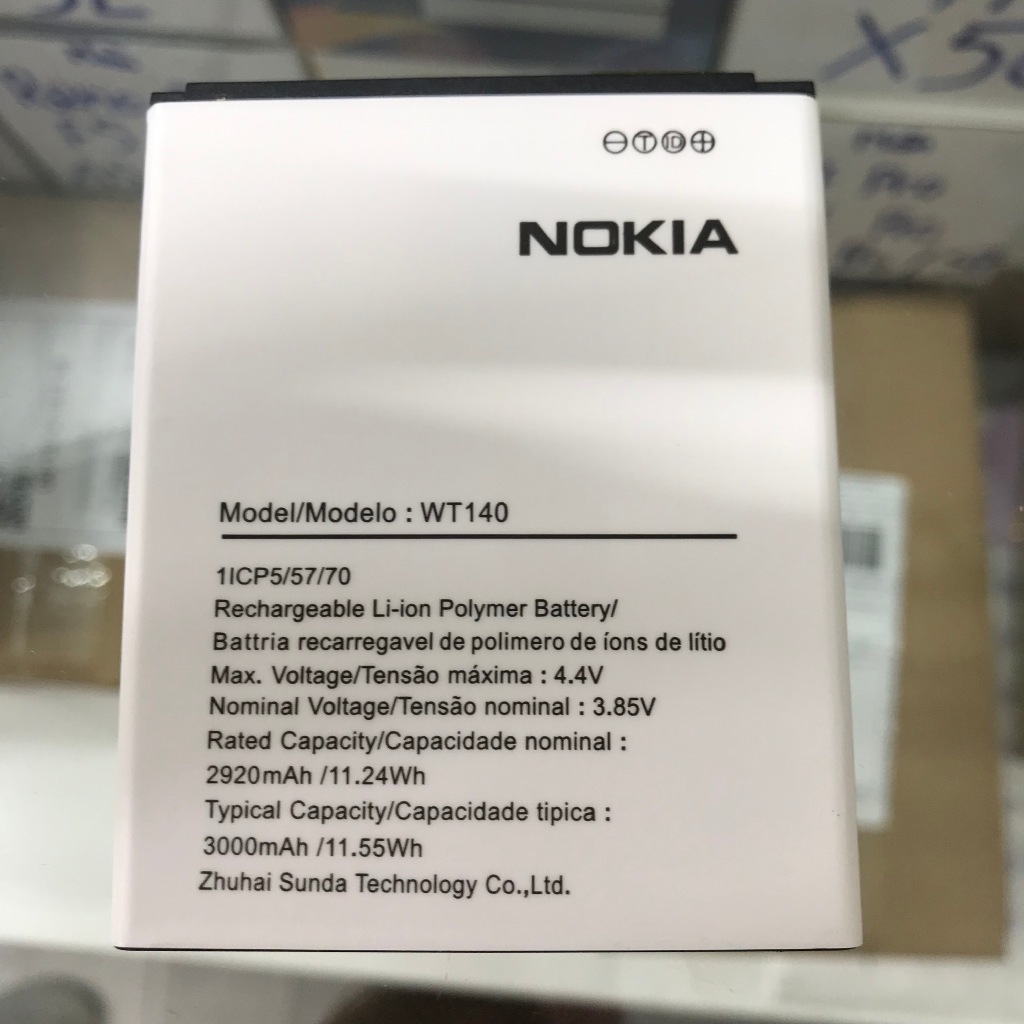 NOKIA
Model/Modelo : WT140
1ICP5/57/70
Rechargeable Li-ion Polymer Battery/
Battria recarregavel de polimero de íons de lítio
Max. Voltage/Tensão máxima : 4.4V
Nominal Voltage/Tensão nominal : 3.85V
Rated Capacity/Capacidade nominal :
2920mAh /11.24Wh
Typical Capacity/Capacidade tipica :
3000mAh /11.55Wh
Zhuhai Sunda Technology Co.,Ltd.